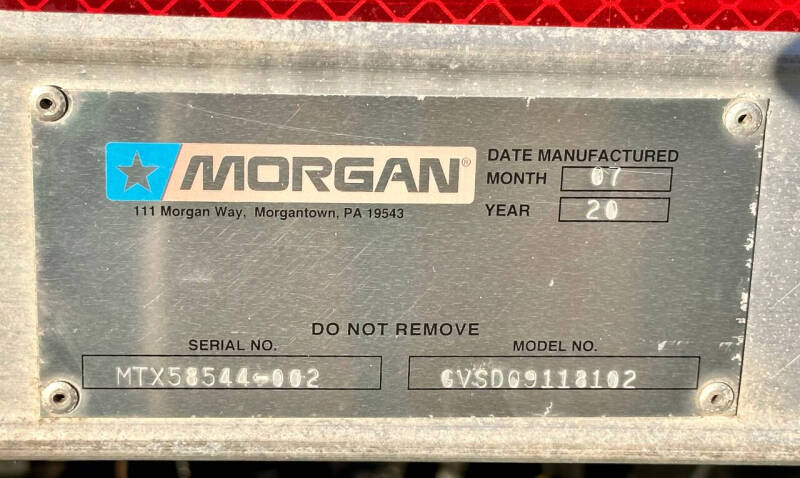 MORGAN®
111 Morgan Way, Morgantown, PA 19543
DATE MANUFACTURED
MONTH 07
YEAR 20
DO NOT REMOVE
SERIAL NO.
MTX58544-002
MODEL NO.
GVSD09118102